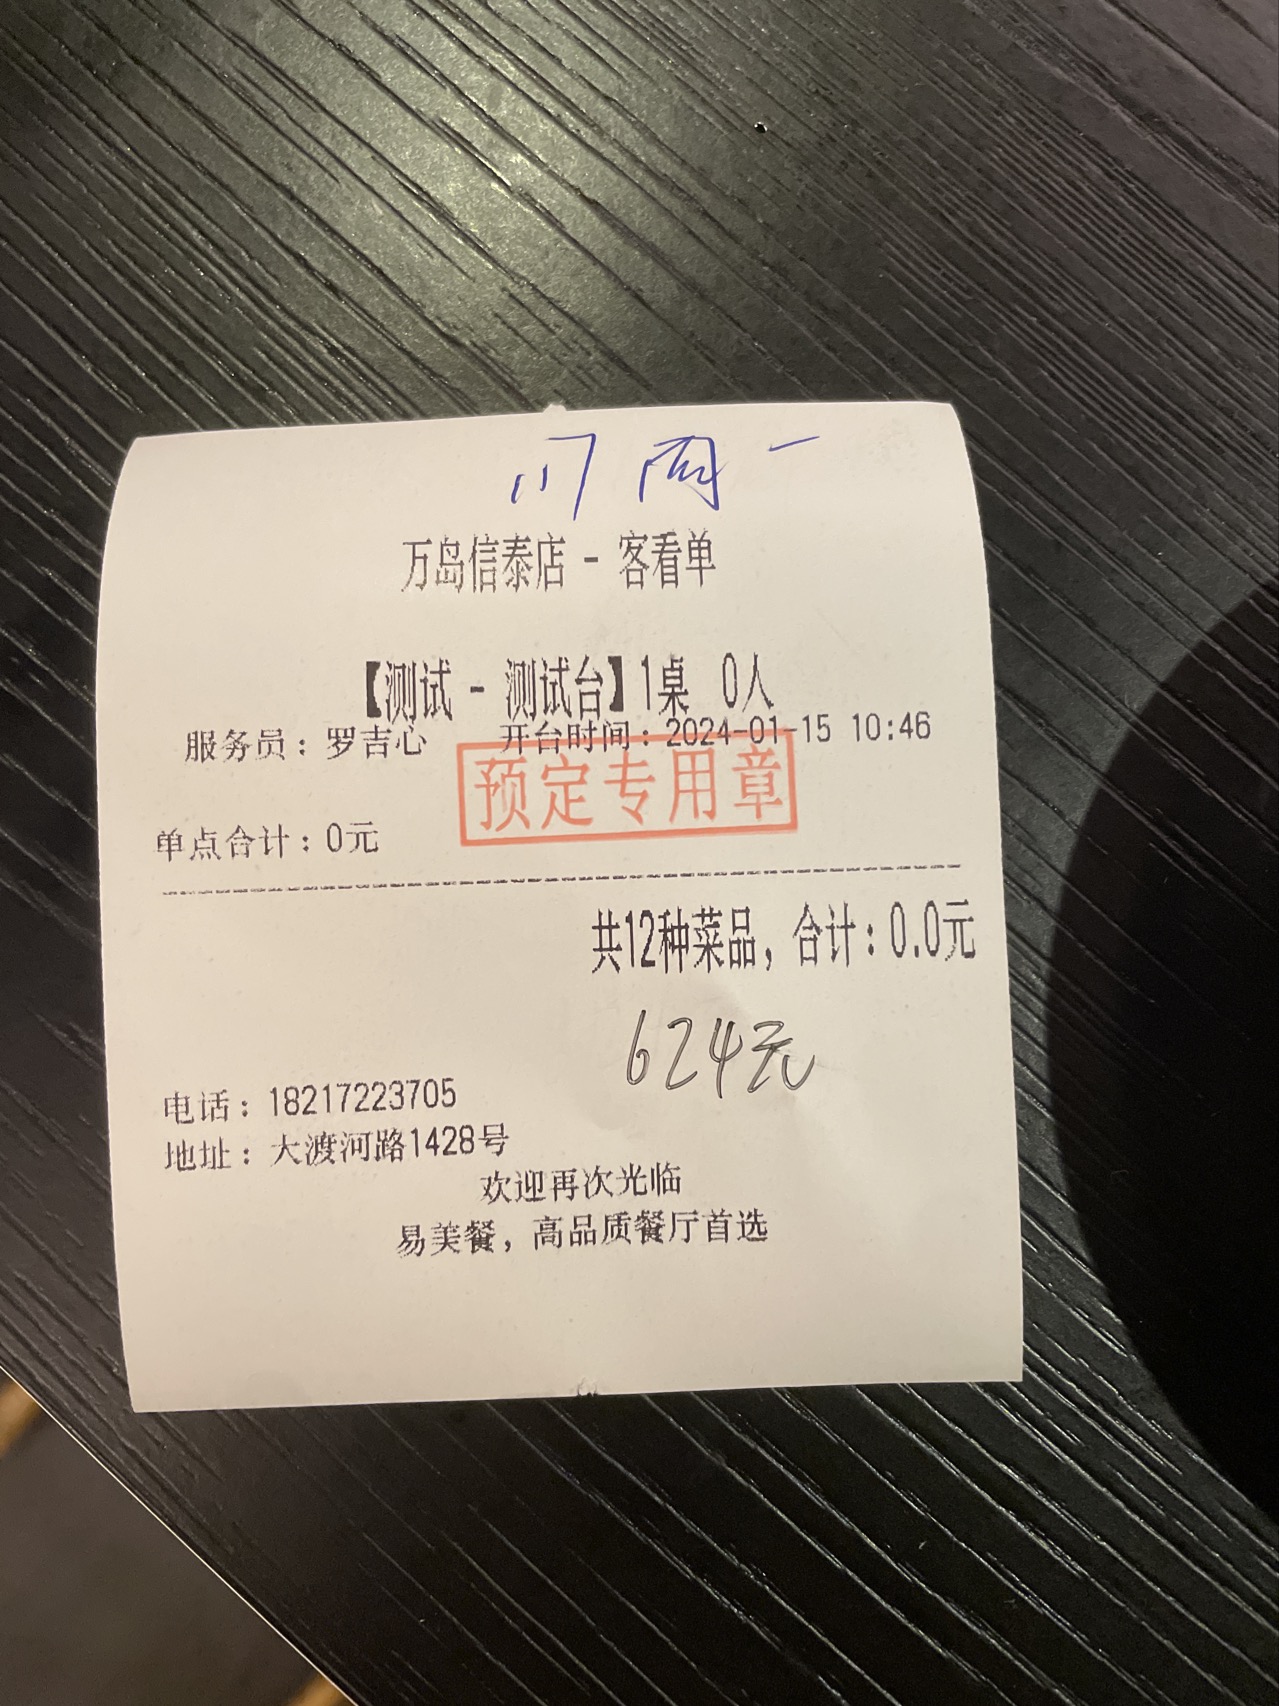 万岛信泰店 - 客看单
【测试 - 测试台】1桌 0人
服务员：罗吉心 开台时间：2024-01-15 10:46
预定专用章
单点合计：0元
共12种菜品，合计：0.0元
624元
电话：18217223705
地址：大渡河路1428号
欢迎再次光临
易美餐，高品质餐厅首选